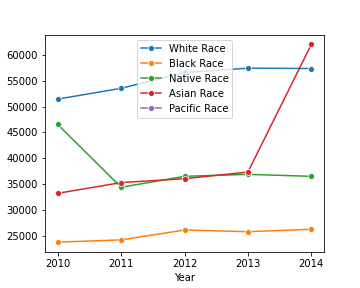 White Race
Black Race
Native Race
Asian Race
Pacific Race
60000
55000
50000
45000
40000
35000
30000
25000
2010 2011 2012 2013 2014
Year